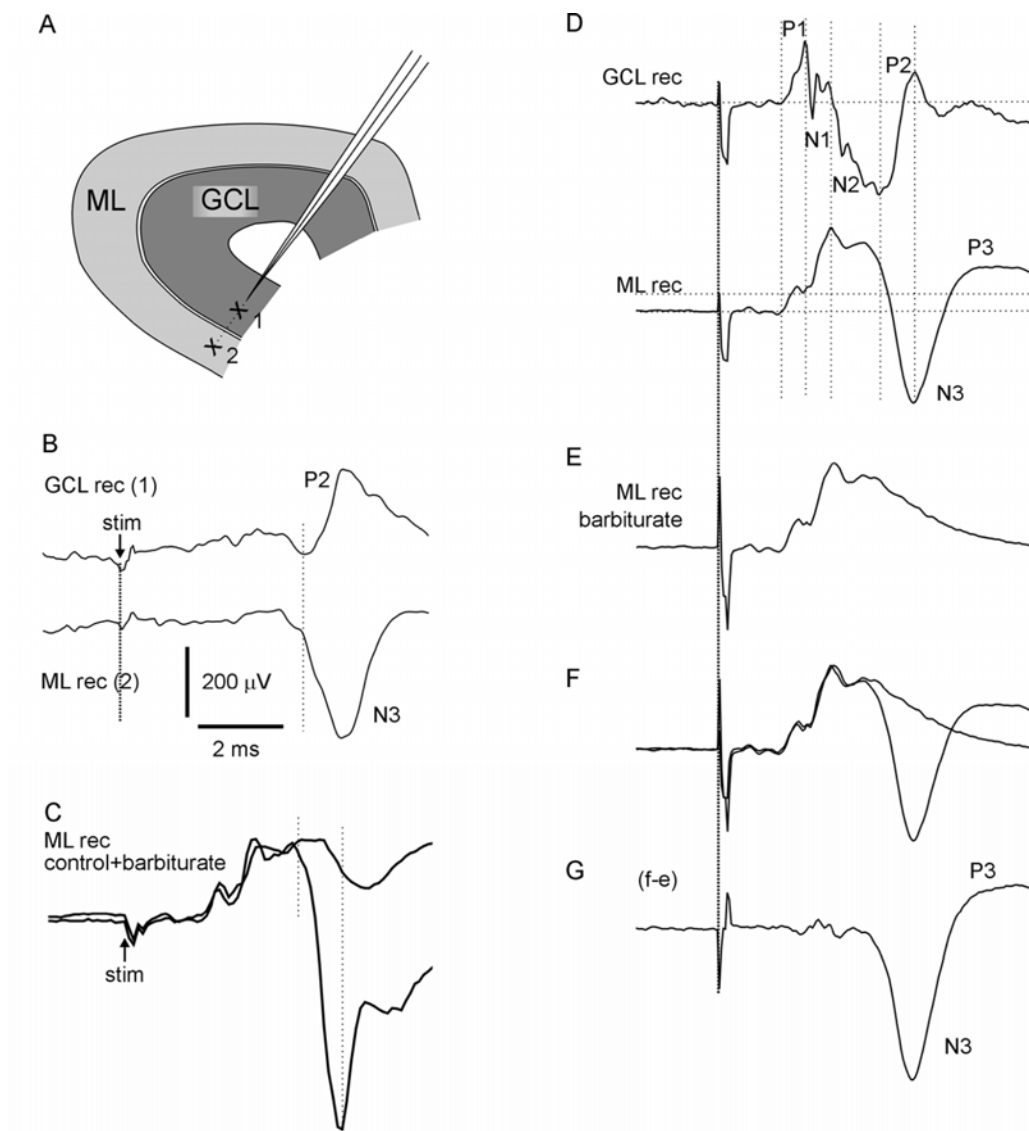 A
ML
GCL
1
2
B
GCL rec (1)
stim
P2
ML rec (2)
200 µV
2 ms
N3
C
ML rec
control+barbiturate
stim
D
GCL rec
P1
N1
N2
P2
ML rec
P3
N3
E
ML rec
barbiturate
F
G
(f-e)
P3
N3